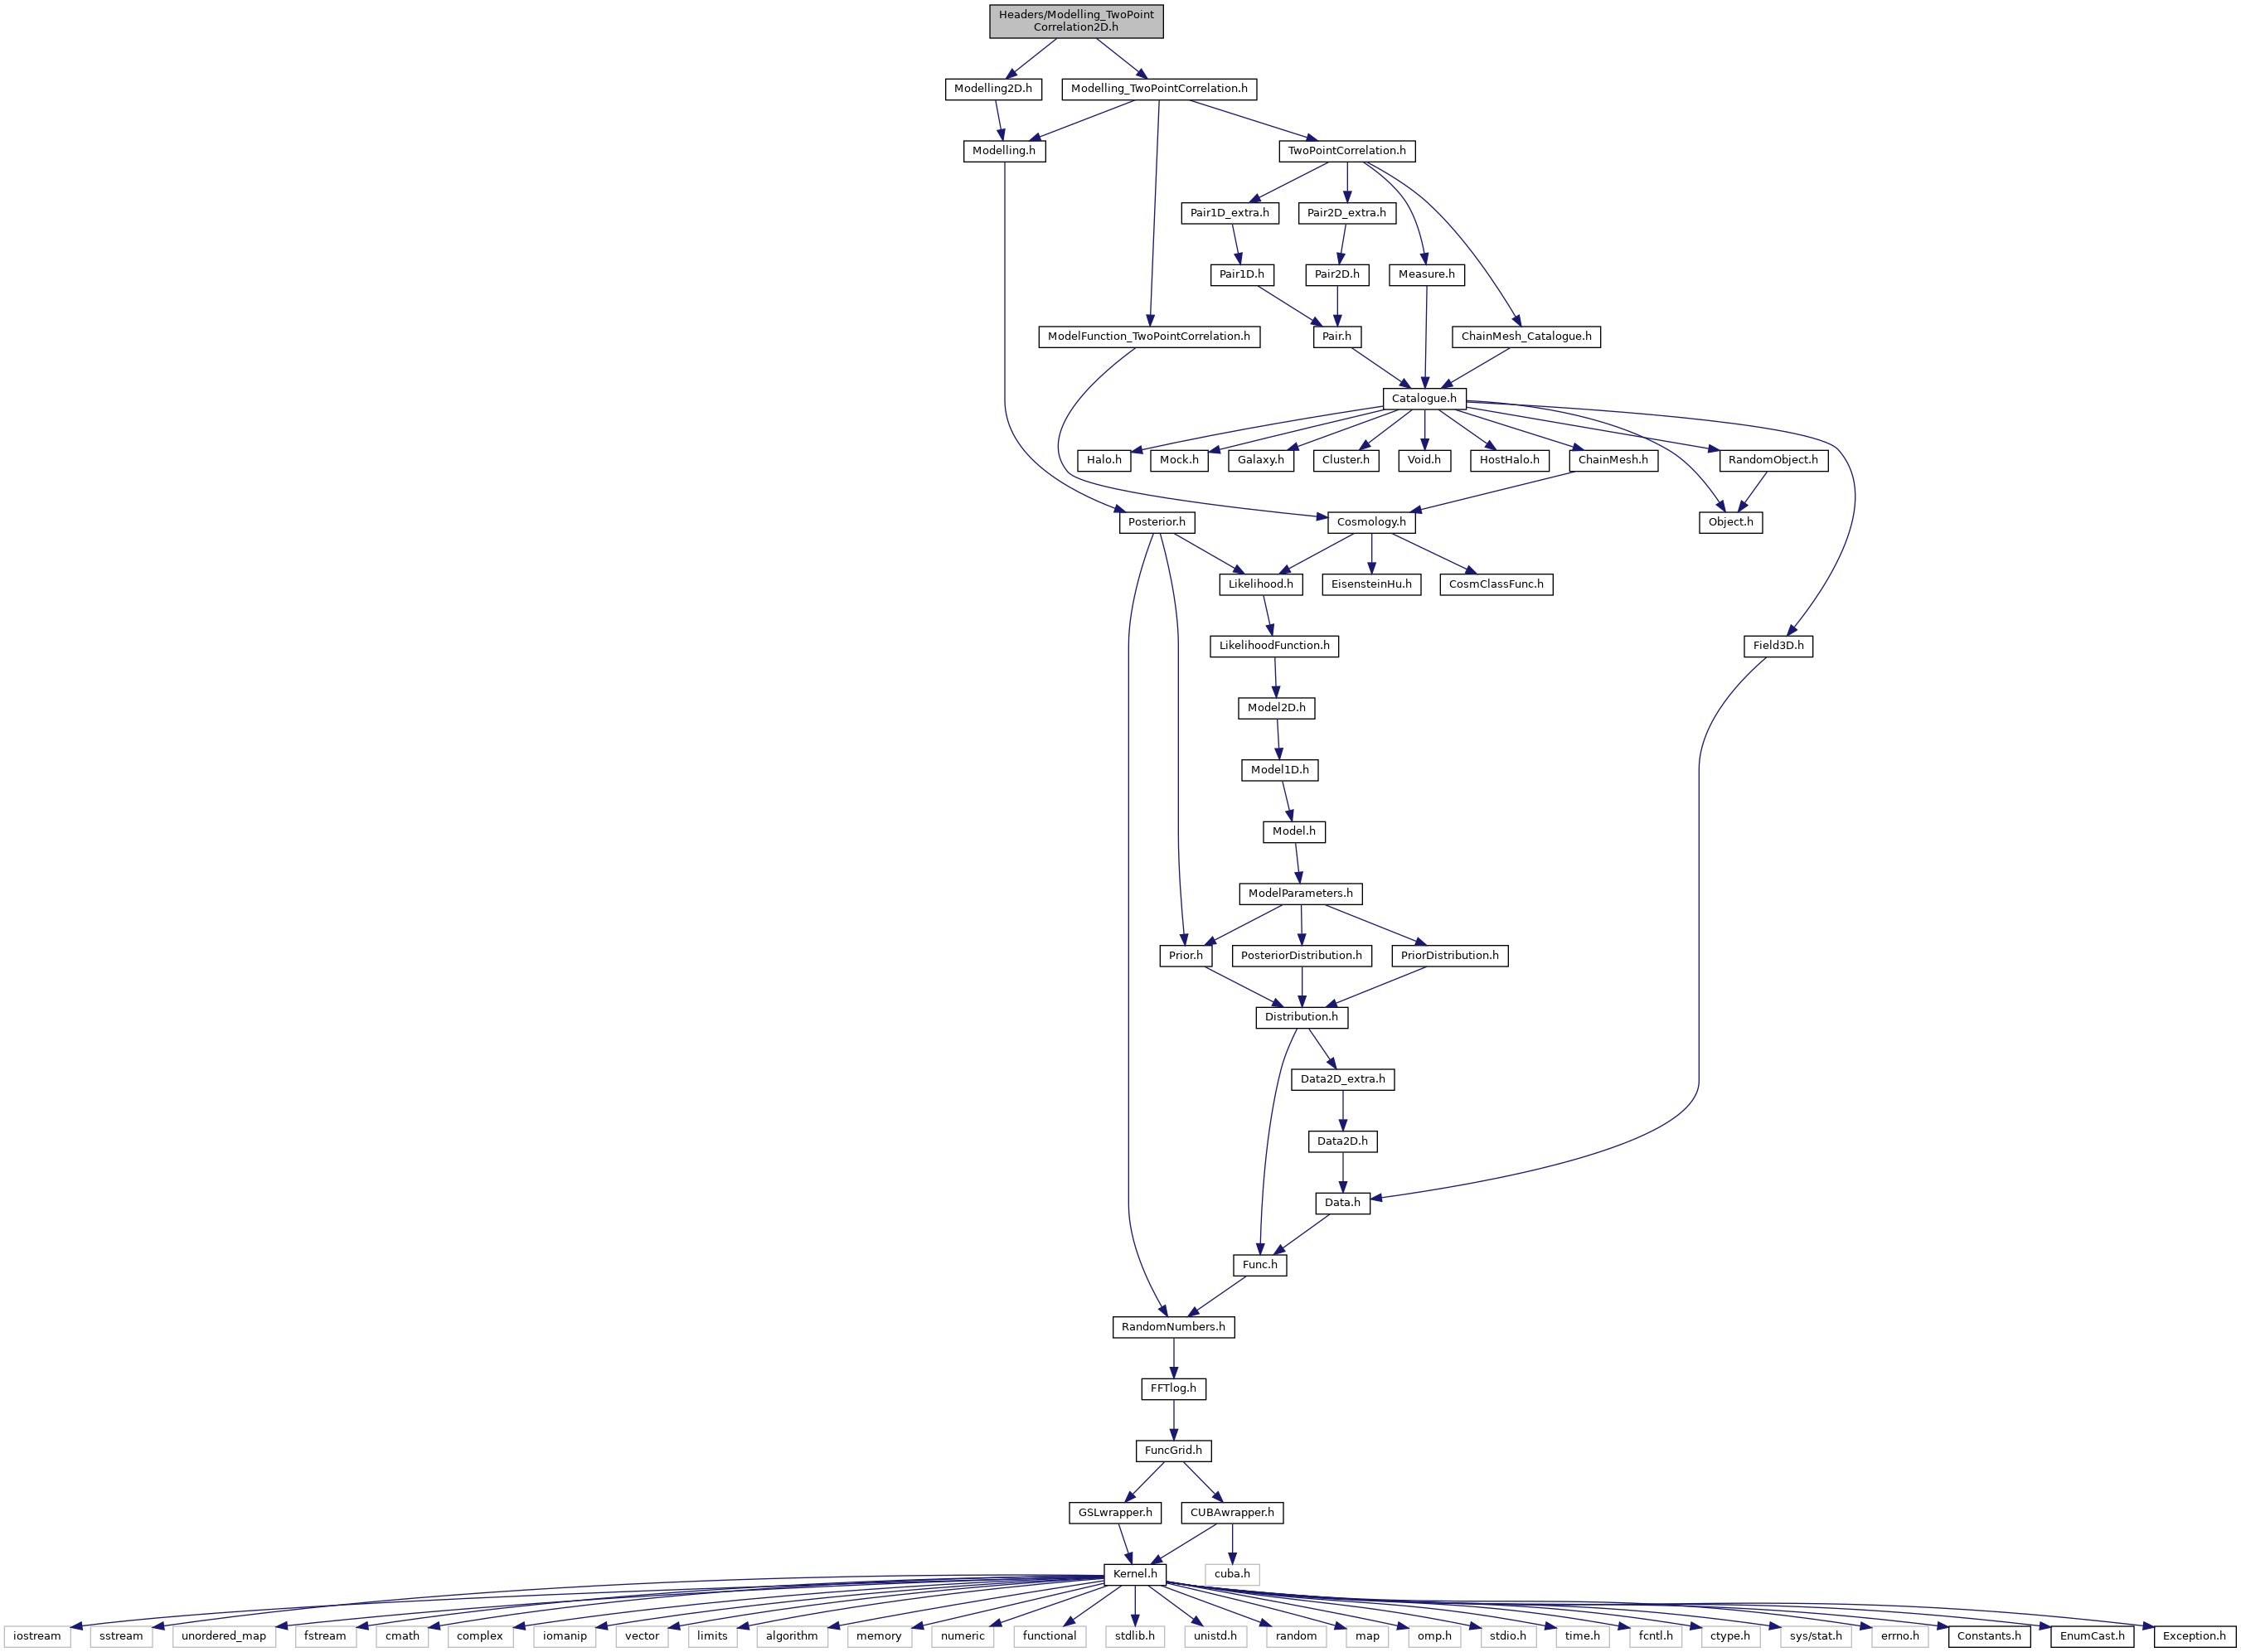 Headers/Modelling_TwoPoint
Correlation2D.h
Modelling2D.h
Modelling_TwoPointCorrelation.h
Modelling.h
TwoPointCorrelation.h
Pair1D_extra.h
Pair2D_extra.h
Pair1D.h
Pair2D.h
Measure.h
ModelFunction_TwoPointCorrelation.h
Pair.h
ChainMesh_Catalogue.h
Catalogue.h
Halo.h
Mock.h
Galaxy.h
Cluster.h
Void.h
HostHalo.h
ChainMesh.h
RandomObject.h
Posterior.h
Cosmology.h
Object.h
Likelihood.h
EisensteinHu.h
CosmClassFunc.h
LikelihoodFunction.h
Field3D.h
Model2D.h
Model1D.h
Model.h
ModelParameters.h
Prior.h
PosteriorDistribution.h
PriorDistribution.h
Distribution.h
Data2D_extra.h
Data2D.h
Data.h
Func.h
RandomNumbers.h
FFTlog.h
FuncGrid.h
GSLwrapper.h
CUBAwrapper.h
Kernel.h
cuba.h
iostream
sstream
unordered_map
fstream
cmath
complex
iomanip
vector
limits
algorithm
memory
numeric
functional
stdlib.h
unistd.h
random
map
omp.h
stdio.h
time.h
fcntl.h
ctype.h
sys/stat.h
errno.h
Constants.h
EnumCast.h
Exception.h